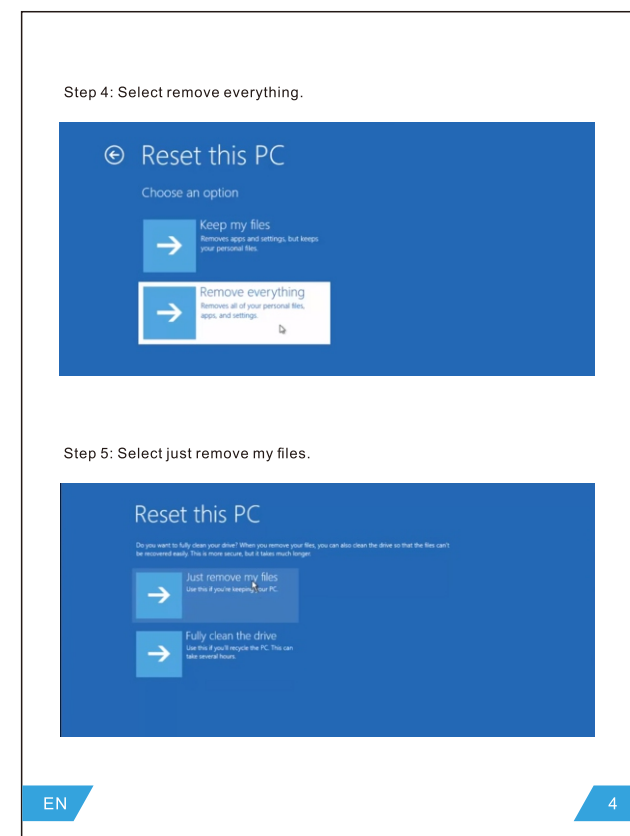 Step 4: Select remove everything.
Reset this PC
Choose an option
Keep my files
Removes apps and settings, but keeps
your personal files.
Remove everything
Removes all of your personal files,
apps, and settings.
Step 5: Select just remove my files.
Reset this PC
Do you want to fully clean your drive? When you remove your files, you can also clean the drive so that the files can't
be recovered easily. This is more secure, but it takes much longer.
Just remove my files
Use this if you're keeping your PC.
Fully clean the drive
Use this if you'll recycle the PC. This can
take several hours.
EN
4